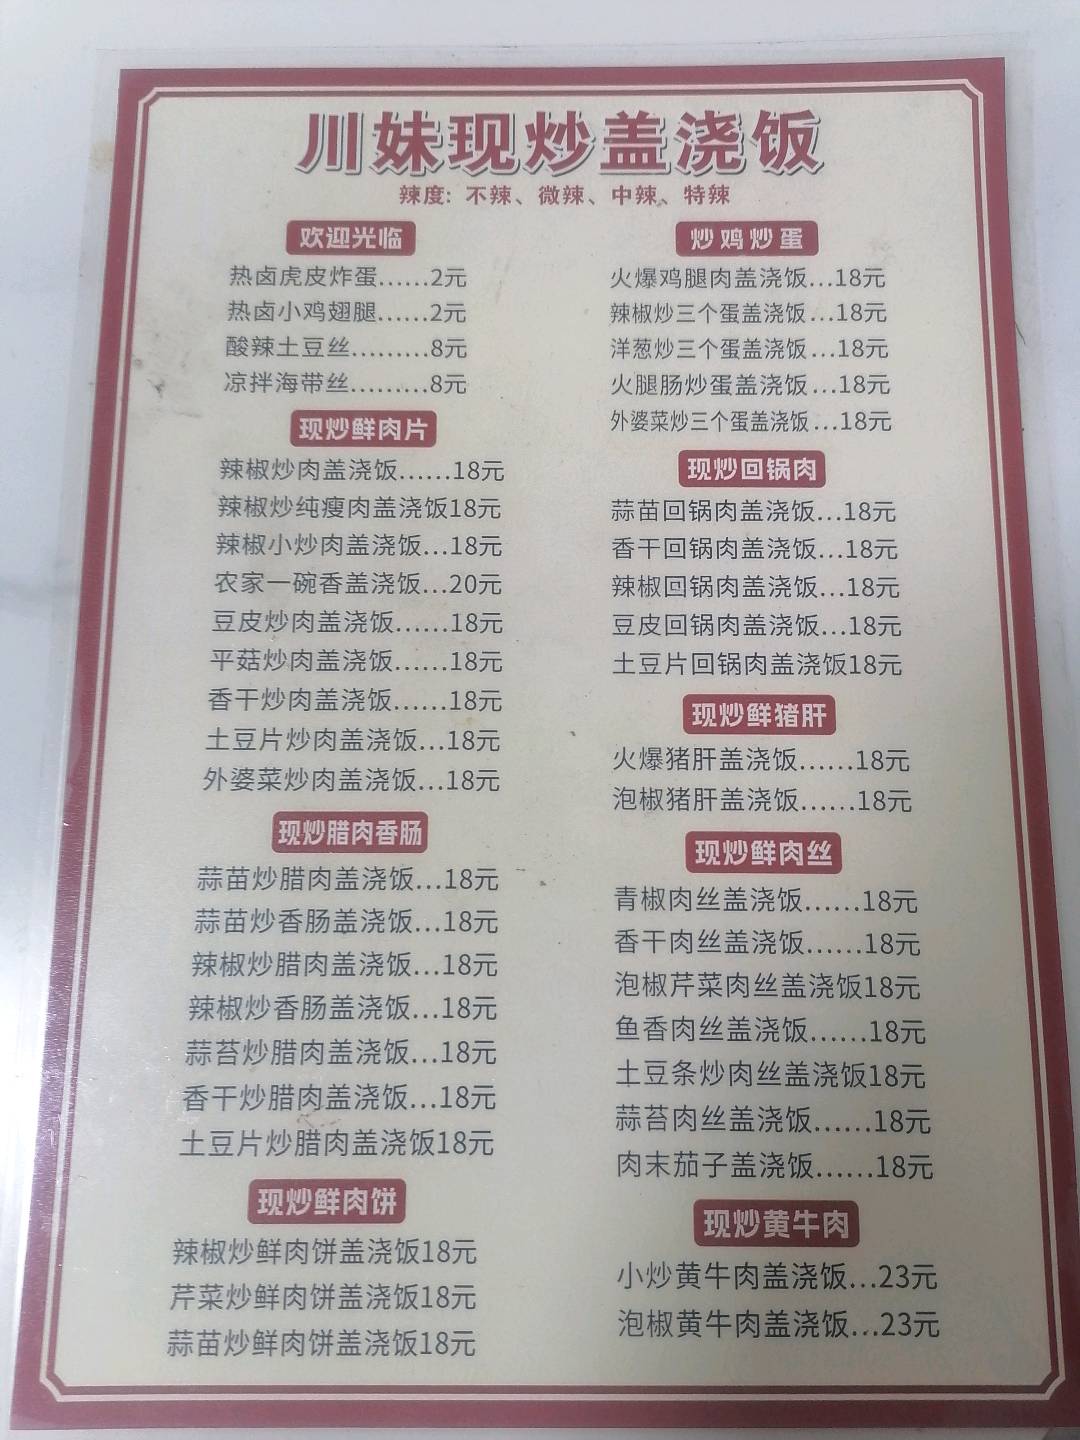 川妹现炒盖浇饭
辣度: 不辣、微辣、中辣、特辣
欢迎光临
热卤虎皮炸蛋……2元
热卤小鸡翅腿……2元
酸辣土豆丝………8元
凉拌海带丝………8元
现炒鲜肉片
辣椒炒肉盖浇饭……18元
辣椒炒纯瘦肉盖浇饭18元
辣椒小炒肉盖浇饭…18元
农家一碗香盖浇饭…20元
豆皮炒肉盖浇饭……18元
平菇炒肉盖浇饭……18元
香干炒肉盖浇饭……18元
土豆片炒肉盖浇饭…18元
外婆菜炒肉盖浇饭…18元
现炒腊肉香肠
蒜苗炒腊肉盖浇饭…18元
蒜苗炒香肠盖浇饭…18元
辣椒炒腊肉盖浇饭…18元
辣椒炒香肠盖浇饭…18元
蒜苔炒腊肉盖浇饭…18元
香干炒腊肉盖浇饭…18元
土豆片炒腊肉盖浇饭18元
现炒鲜肉饼
辣椒炒鲜肉饼盖浇饭18元
芹菜炒鲜肉饼盖浇饭18元
蒜苗炒鲜肉饼盖浇饭18元
炒鸡炒蛋
火爆鸡腿肉盖浇饭…18元
辣椒炒三个蛋盖浇饭…18元
洋葱炒三个蛋盖浇饭…18元
火腿肠炒蛋盖浇饭…18元
外婆菜炒三个蛋盖浇饭…18元
现炒回锅肉
蒜苗回锅肉盖浇饭…18元
香干回锅肉盖浇饭…18元
辣椒回锅肉盖浇饭…18元
豆皮回锅肉盖浇饭…18元
土豆片回锅肉盖浇饭18元
现炒鲜猪肝
火爆猪肝盖浇饭……18元
泡椒猪肝盖浇饭……18元
现炒鲜肉丝
青椒肉丝盖浇饭……18元
香干肉丝盖浇饭……18元
泡椒芹菜肉丝盖浇饭18元
鱼香肉丝盖浇饭……18元
土豆条炒肉丝盖浇饭18元
蒜苔肉丝盖浇饭……18元
肉末茄子盖浇饭……18元
现炒黄牛肉
小炒黄牛肉盖浇饭…23元
泡椒黄牛肉盖浇饭…23元